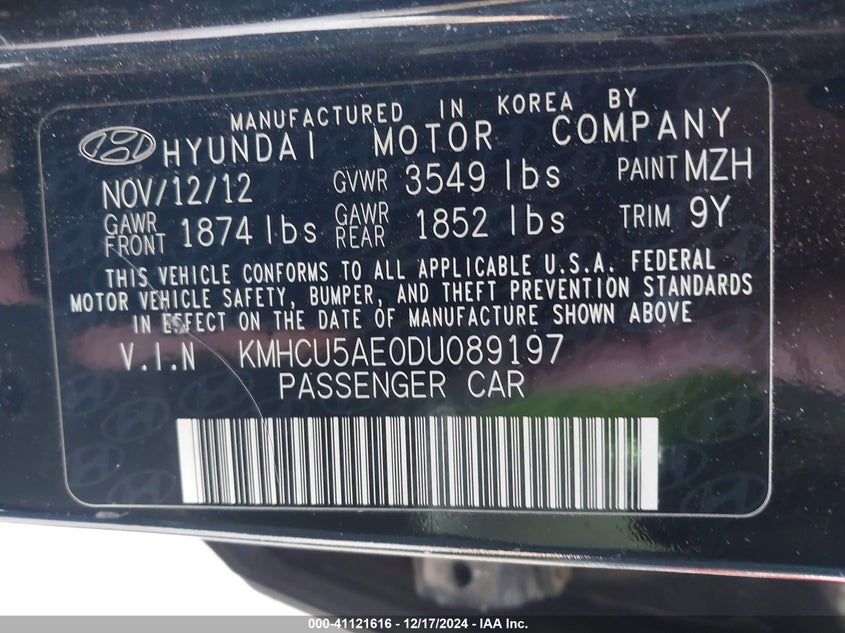 MANUFACTURED IN KOREA BY
HYUNDAI MOTOR COMPANY
NOV/12/12 GVWR 3549 lbs PAINT MZH
GAWR FRONT 1874 lbs GAWR REAR 1852 lbs TRIM 9Y
THIS VEHICLE CONFORMS TO ALL APPLICABLE U.S.A. FEDERAL
MOTOR VEHICLE SAFETY, BUMPER, AND THEFT PREVENTION STANDARDS
IN EFFECT ON THE DATE OF MANUFACTURE SHOWN ABOVE
V.I.N KMHCU5AE0DU089197
PASSENGER CAR
000-41121616 - 12/17/2024 - IAA Inc.